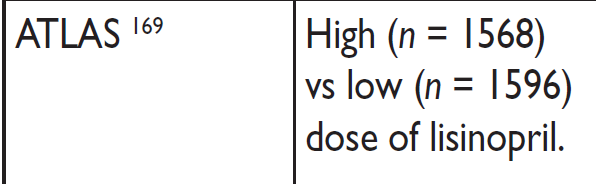 ATLAS 169
High (n = 1568)
vs low (n = 1596)
dose of lisinopril.